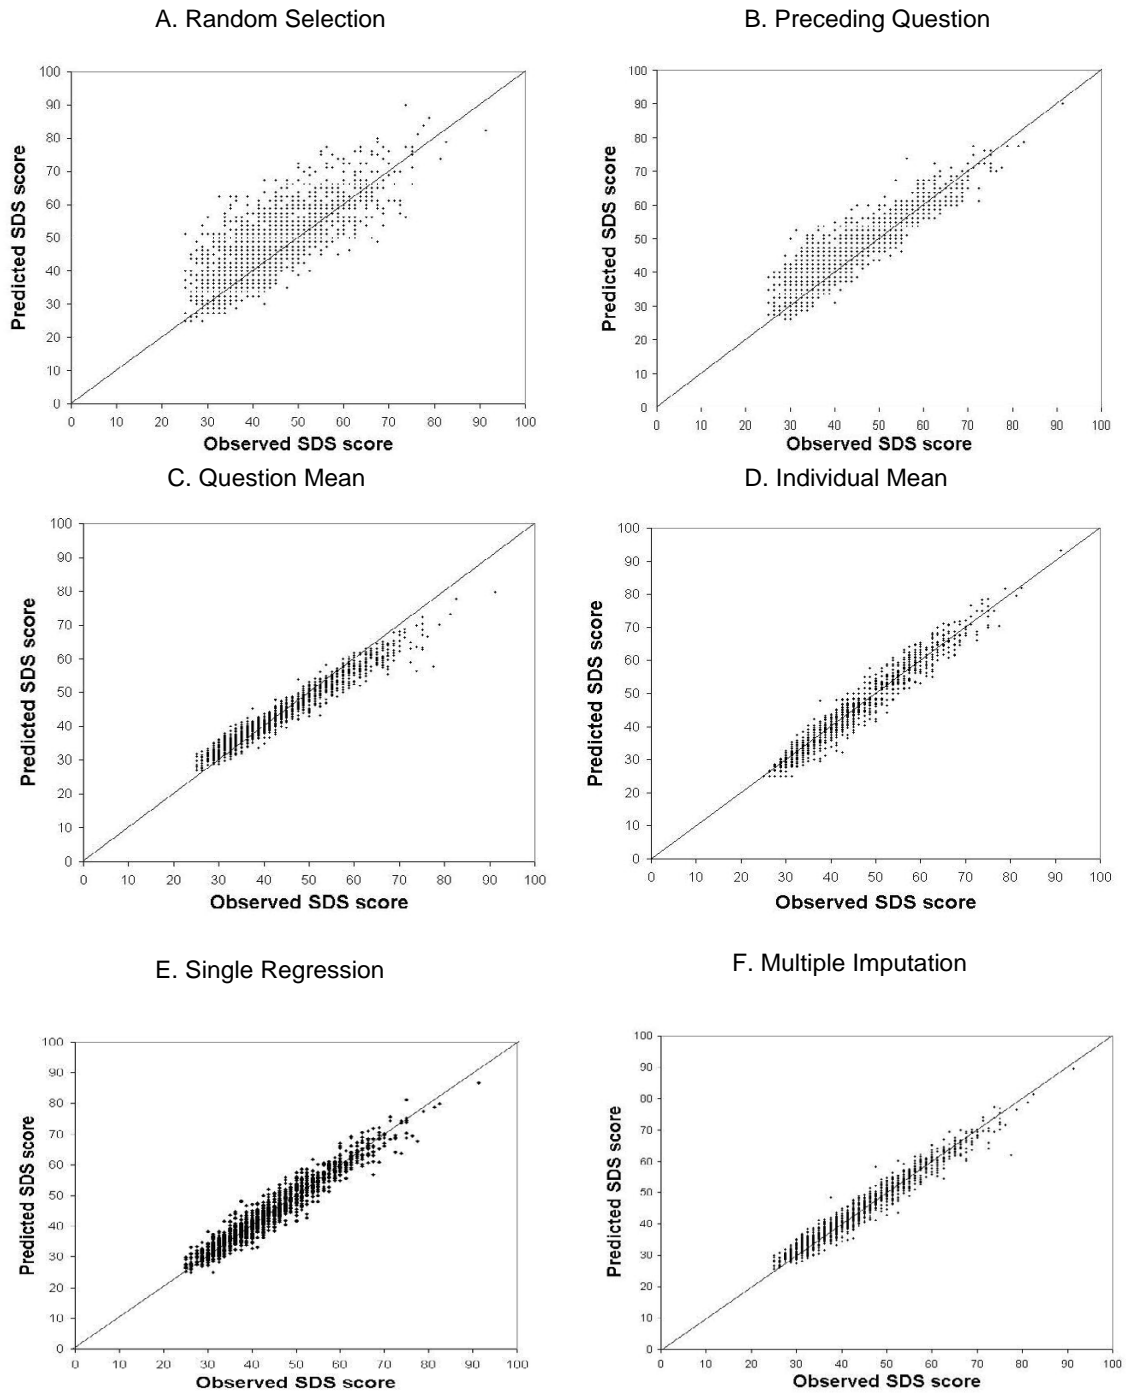 A. Random Selection
B. Preceding Question
100
90
80
70
60
50
40
30
20
10
0
Predicted SDS score
0 10 20 30 40 50 60 70 80 90 100
Observed SDS score
100
90
80
70
60
50
40
30
20
10
0
Predicted SDS score
0 10 20 30 40 50 60 70 80 90 100
Observed SDS score
C. Question Mean
D. Individual Mean
100
90
80
70
60
50
40
30
20
10
0
Predicted SDS score
0 10 20 30 40 50 60 70 80 90 100
Observed SDS score
100
90
80
70
60
50
40
30
20
10
0
Predicted SDS score
0 10 20 30 40 50 60 70 80 90 100
Observed SDS score
E. Single Regression
F. Multiple Imputation
100
90
80
70
60
50
40
30
20
10
0
Predicted SDS score
0 10 20 30 40 50 60 70 80 90 100
Observed SDS score
100
90
80
70
60
50
40
30
20
10
0
Predicted SDS score
0 10 20 30 40 50 60 70 80 90 100
Observed SDS score